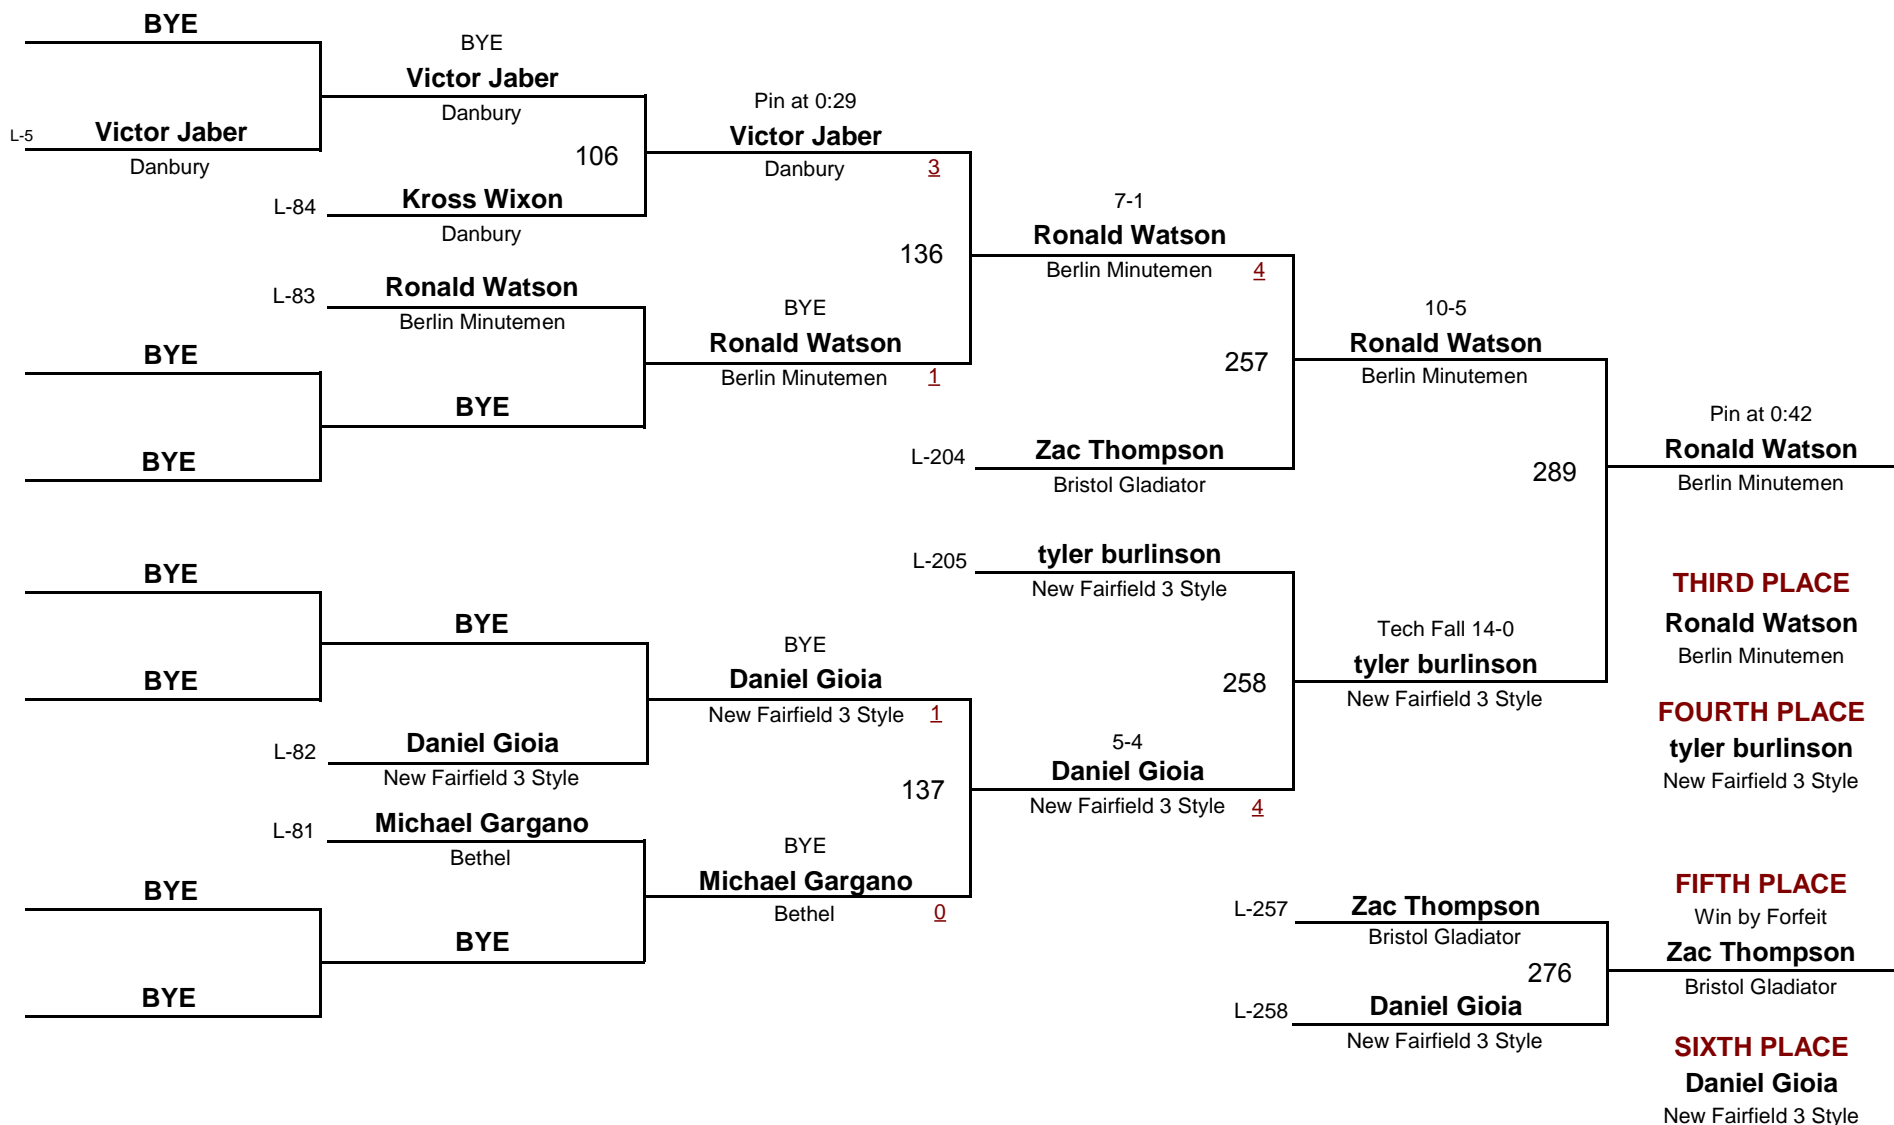 BYE
BYE
Victor Jaber
Danbury
L-5
Victor Jaber
Danbury
106
Pin at 0:29
Victor Jaber
Danbury
3
L-84
Kross Wixon
Danbury
136
7-1
Ronald Watson
Berlin Minutemen
4
L-83
Ronald Watson
Berlin Minutemen
BYE
Ronald Watson
Berlin Minutemen
1
BYE
BYE
BYE
257
10-5
Ronald Watson
Berlin Minutemen
L-204
Zac Thompson
Bristol Gladiator
289
Pin at 0:42
Ronald Watson
Berlin Minutemen
L-205
tyler burlinson
New Fairfield 3 Style
BYE
BYE
BYE
BYE
Daniel Gioia
New Fairfield 3 Style
1
258
Tech Fall 14-0
tyler burlinson
New Fairfield 3 Style
THIRD PLACE
Ronald Watson
Berlin Minutemen
FOURTH PLACE
tyler burlinson
New Fairfield 3 Style
L-82
Daniel Gioia
New Fairfield 3 Style
137
5-4
Daniel Gioia
New Fairfield 3 Style
4
L-81
Michael Gargano
Bethel
BYE
Michael Gargano
Bethel
0
BYE
BYE
BYE
L-257
Zac Thompson
Bristol Gladiator
276
L-258
Daniel Gioia
New Fairfield 3 Style
FIFTH PLACE
Win by Forfeit
Zac Thompson
Bristol Gladiator
SIXTH PLACE
Daniel Gioia
New Fairfield 3 Style